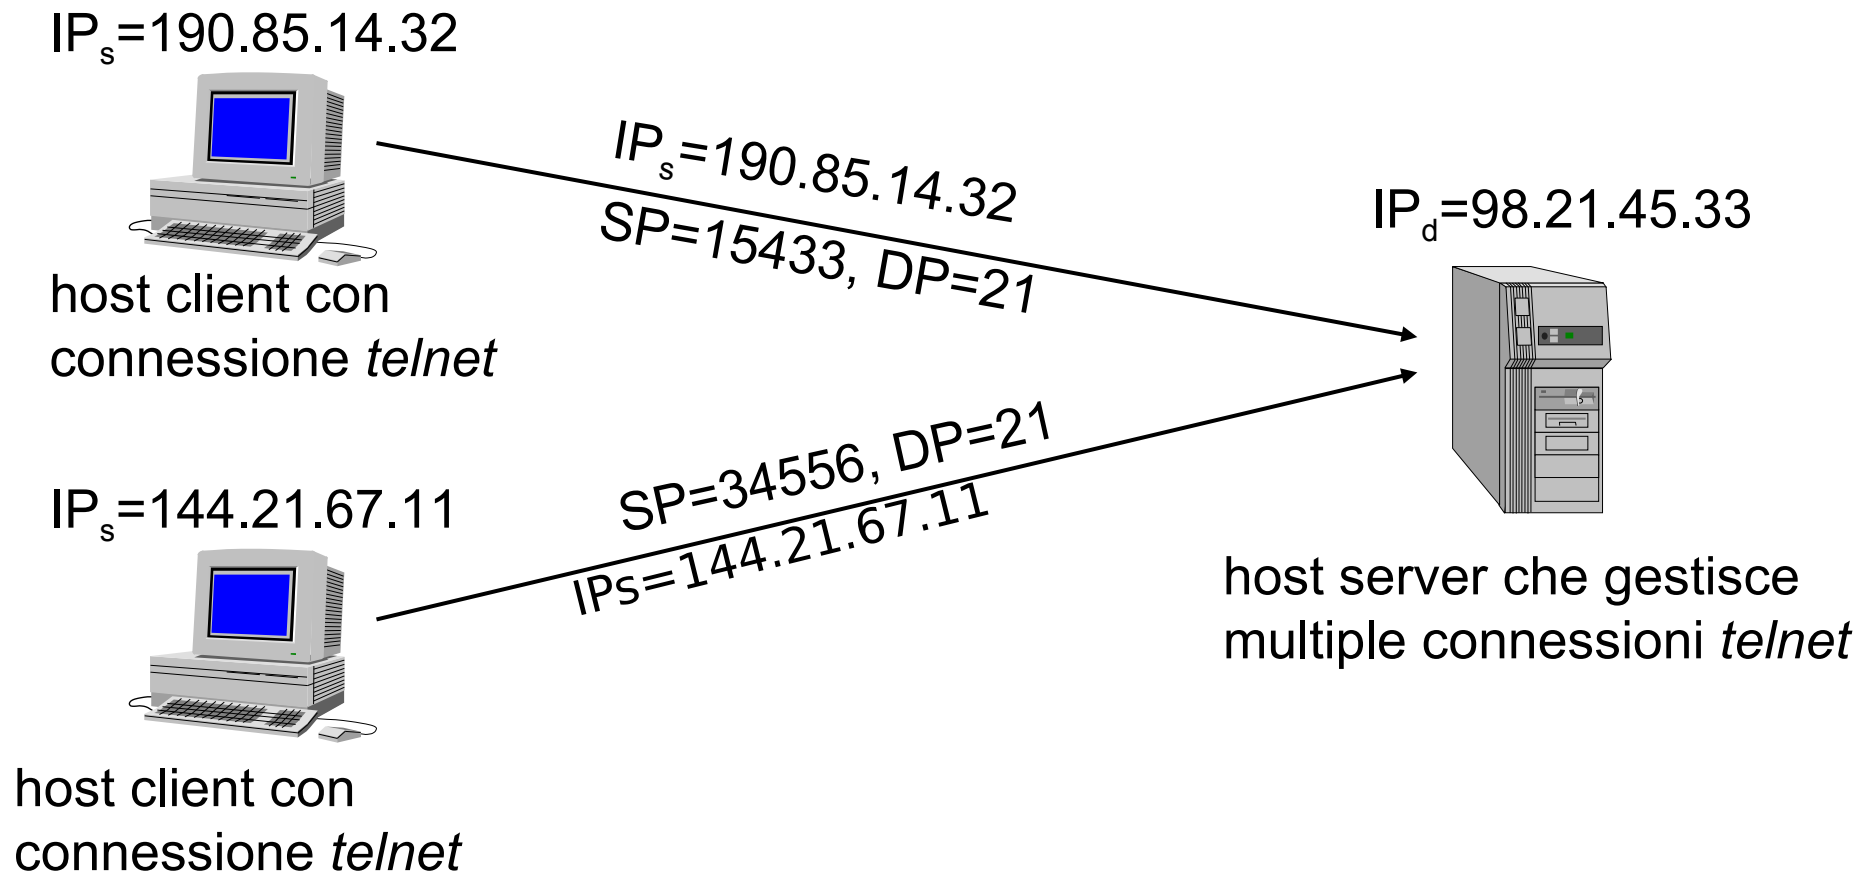 IPs=190.85.14.32
host client con
connessione telnet
IPs=190.85.14.32
SP=15433, DP=21
IPd=98.21.45.33
host server che gestisce
multiple connessioni telnet
SP=34556, DP=21
IPs=144.21.67.11
IPs=144.21.67.11
host client con
connessione telnet